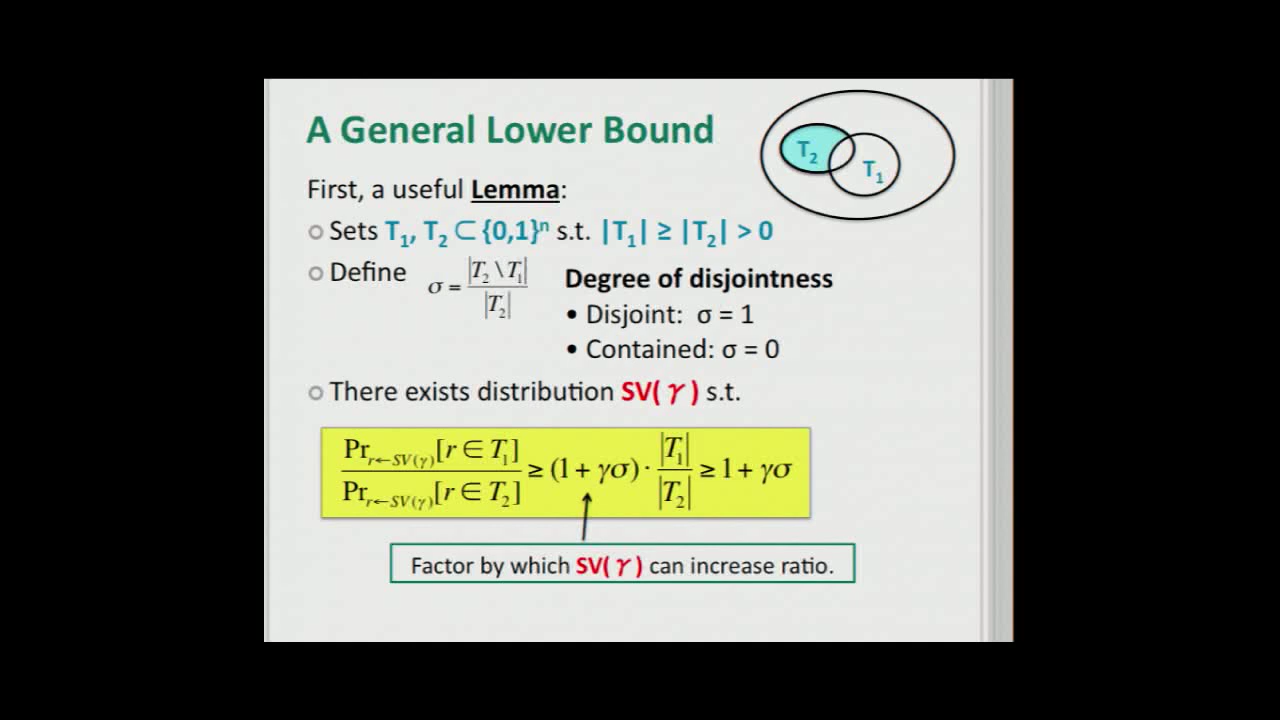 A General Lower Bound
T₂
T₁
First, a useful Lemma:
Sets T₁, T₂ ⊂ {0,1}ⁿ s.t. |T₁| ≥ |T₂| > 0
Define σ = |T₂ \ T₁| / |T₂|
Degree of disjointness
• Disjoint: σ = 1
• Contained: σ = 0
There exists distribution SV(γ) s.t.
Pr_{r←SV(γ)}[r ∈ T₁] / Pr_{r←SV(γ)}[r ∈ T₂] ≥ (1 + γσ) · |T₁| / |T₂| ≥ 1 + γσ
Factor by which SV(γ) can increase ratio.